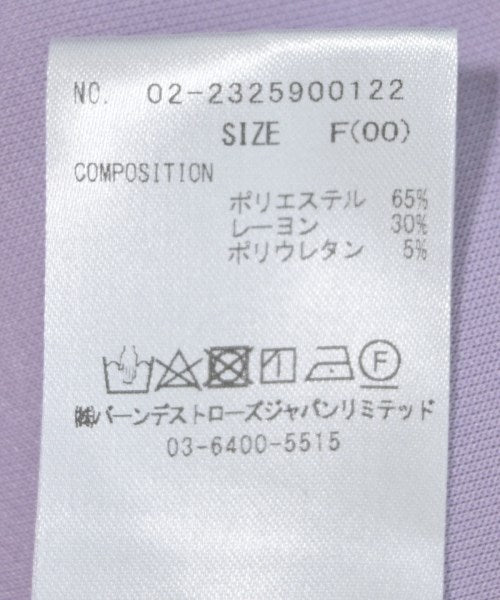 NO. 02-2325900122
SIZE F(00)
COMPOSITION
ポリエステル 65%
レーヨン 30%
ポリウレタン 5%
F
㈱バーンデストローズジャパンリミテッド
03-6400-5515